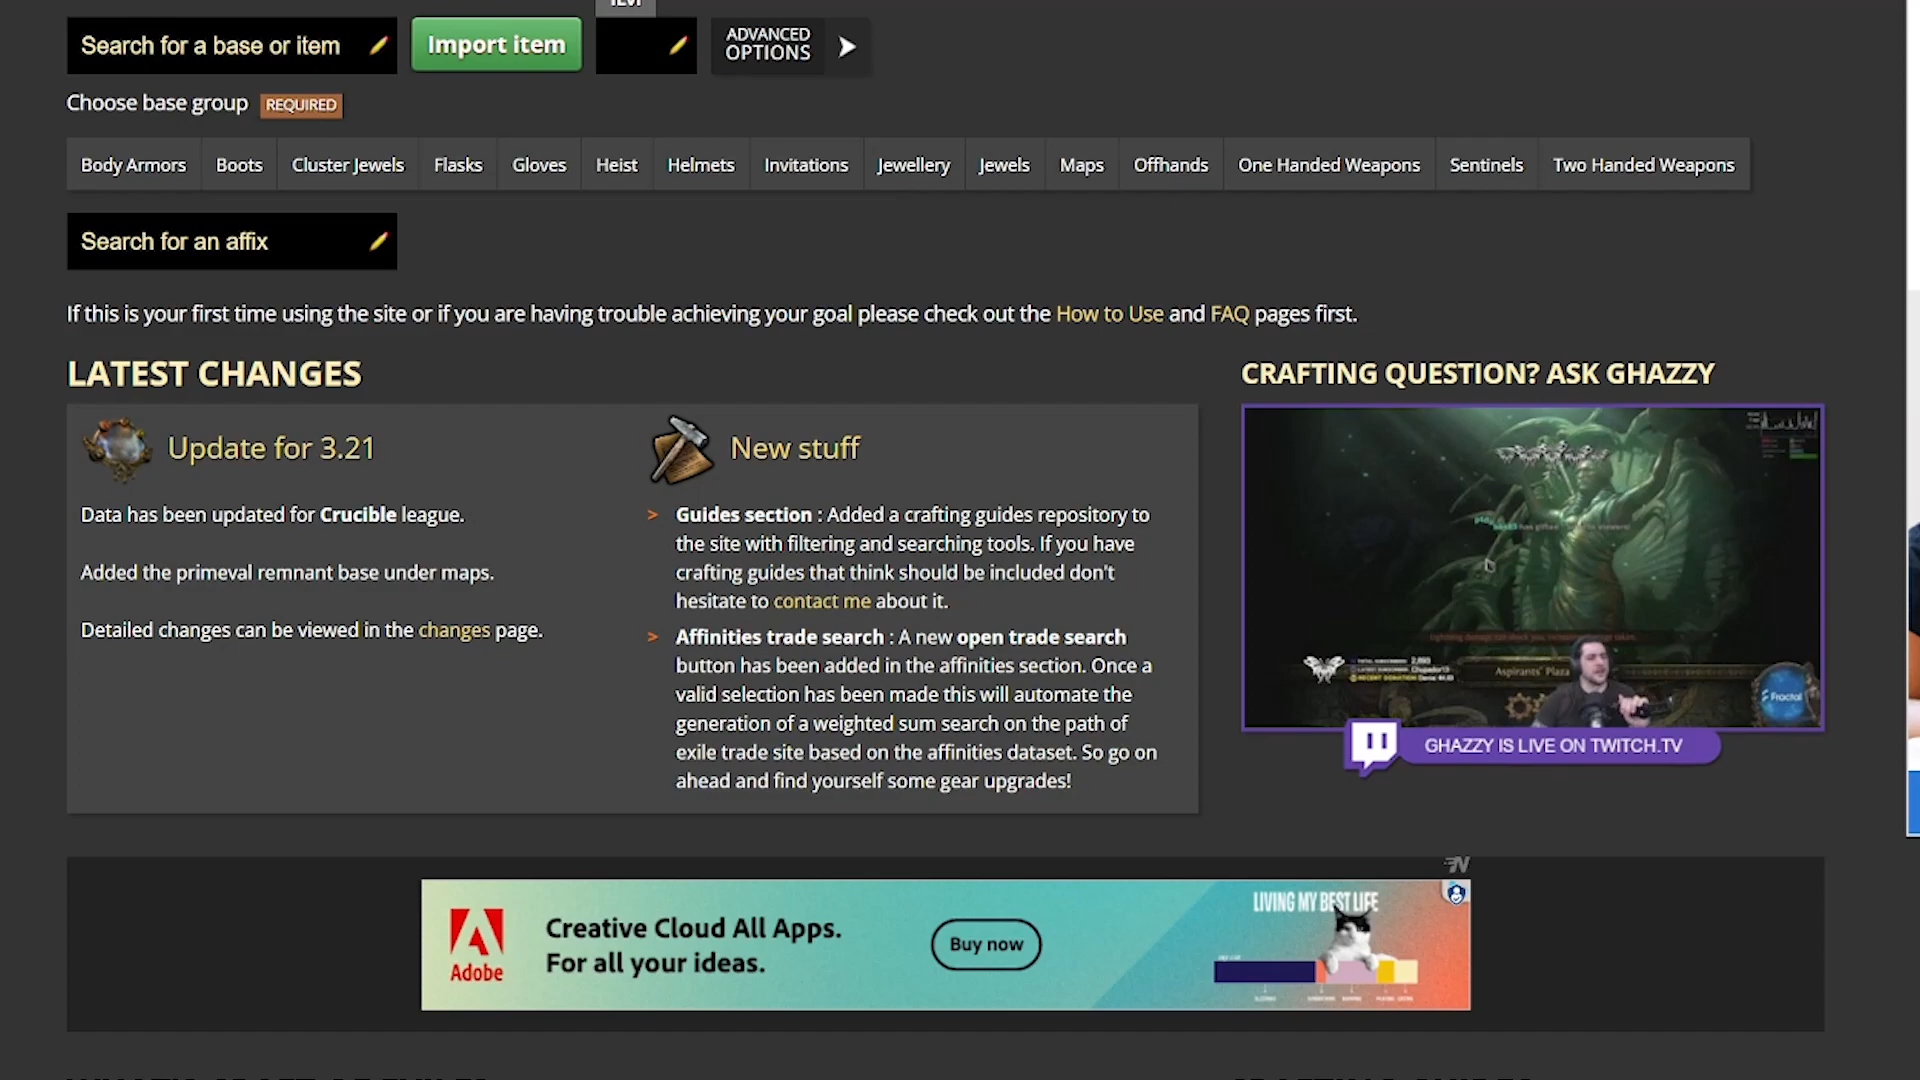 Search for a base or item
Import item
ADVANCED
OPTIONS
Choose base group REQUIRED
Body Armors Boots Cluster Jewels Flasks Gloves Heist Helmets Invitations Jewellery Jewels Maps Offhands One Handed Weapons Sentinels Two Handed Weapons
Search for an affix
If this is your first time using the site or if you are having trouble achieving your goal please check out the How to Use and FAQ pages first.
LATEST CHANGES
Update for 3.21
Data has been updated for Crucible league.
Added the primeval remnant base under maps.
Detailed changes can be viewed in the changes page.
New stuff
> Guides section : Added a crafting guides repository to
the site with filtering and searching tools. If you have
crafting guides that think should be included don't
hesitate to contact me about it.
> Affinities trade search : A new open trade search
button has been added in the affinities section. Once a
valid selection has been made this will automate the
generation of a weighted sum search on the path of
exile trade site based on the affinities dataset. So go on
ahead and find yourself some gear upgrades!
CRAFTING QUESTION? ASK GHAZZY
Aspirants' Plaza
Fractal
GHAZZY IS LIVE ON TWITCH.TV
Adobe
Creative Cloud All Apps.
For all your ideas.
Buy now
LIVING MY BEST LIFE